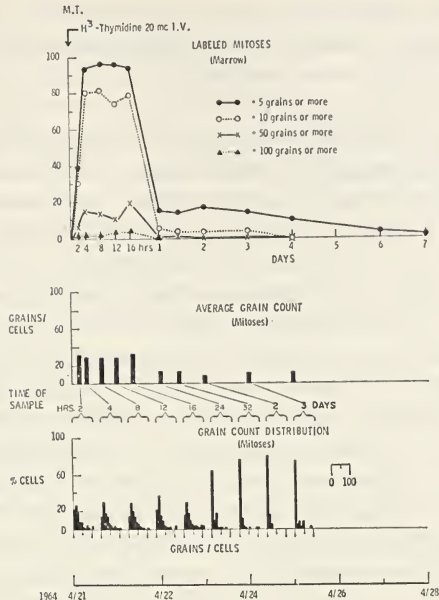 M.T.
H³-Thymidine 20 mc I.V.
LABELED MITOSES
(Marrow)
100
80
60
40
20
0
• 5 grains or more
• 10 grains or more
• 50 grains or more
• 100 grains or more
2 4 8 12 16 hrs 1 2 3 4 5 6 7
DAYS
GRAINS/
CELLS
AVERAGE GRAIN COUNT
(Mitoses)
100
60
20
0
TIME OF
SAMPLE
HRS 2 4 8 12 16 24 32 2 3 DAYS
GRAIN COUNT DISTRIBUTION
(Mitoses)
% CELLS
100
60
20
0
0 100
GRAINS / CELLS
1964 4/21 4/22 4/24 4/26 4/28